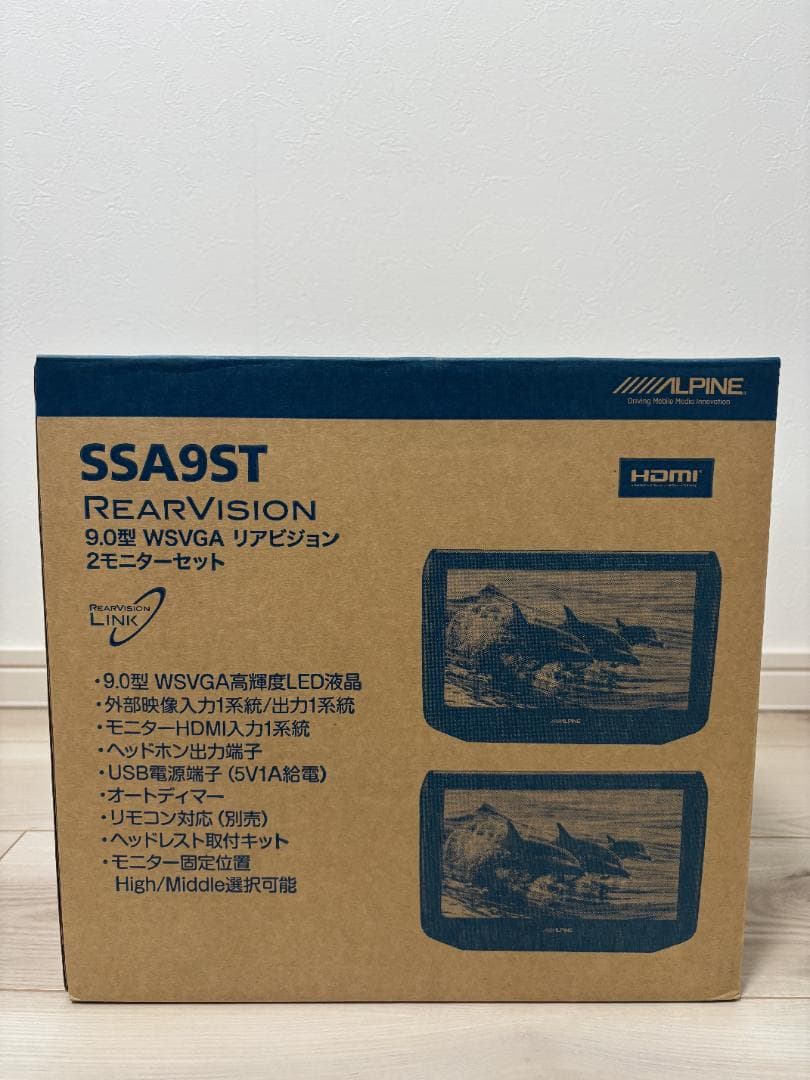 ALPINE
Driving Mobile Media Innovation
SSA9ST
HDMI
REARVISION
9.0型 WSVGA リアビジョン
2モニターセット
REARVISION
LINK
・9.0型 WSVGA高輝度LED液晶
・外部映像入力1系統/出力1系統
・モニターHDMI入力1系統
・ヘッドホン出力端子
・USB電源端子（5V1A給電）
・オートディマー
・リモコン対応（別売）
・ヘッドレスト取付キット
・モニター固定位置
High/Middle選択可能
ALPINE
ALPINE